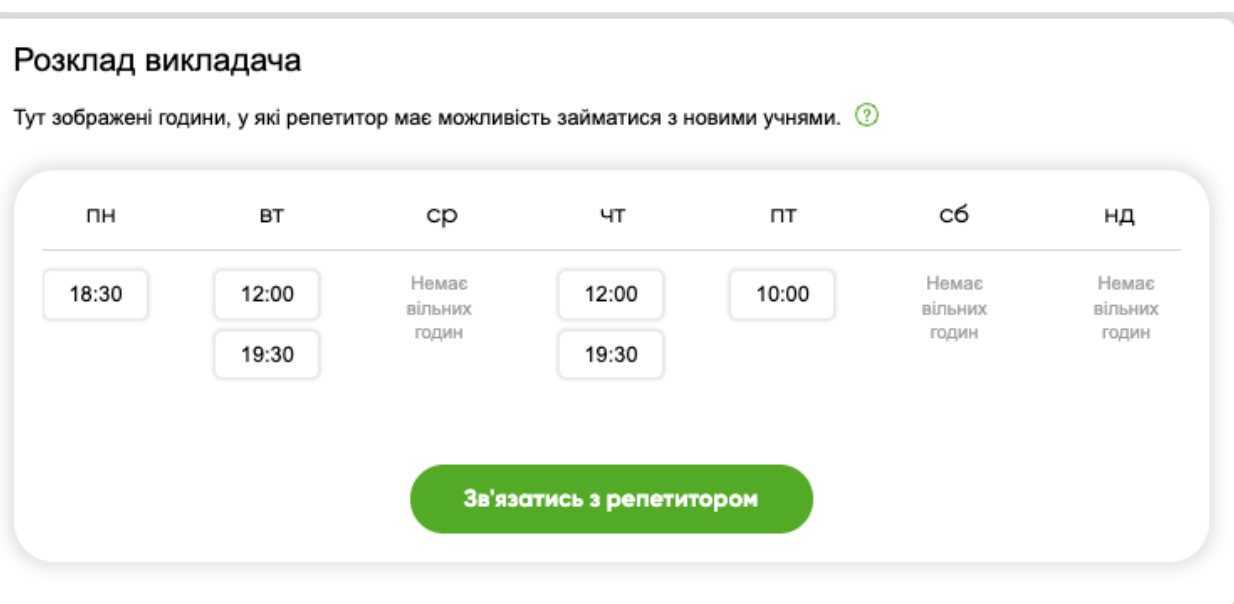 Розклад викладача
Тут зображені години, у які репетитор має можливість займатися з новими учнями. ?
пн вт ср чт пт сб нд
18:30 12:00 Немає вільних годин 12:00 10:00 Немає вільних годин Немає вільних годин
19:30 19:30
Зв'язатись з репетитором